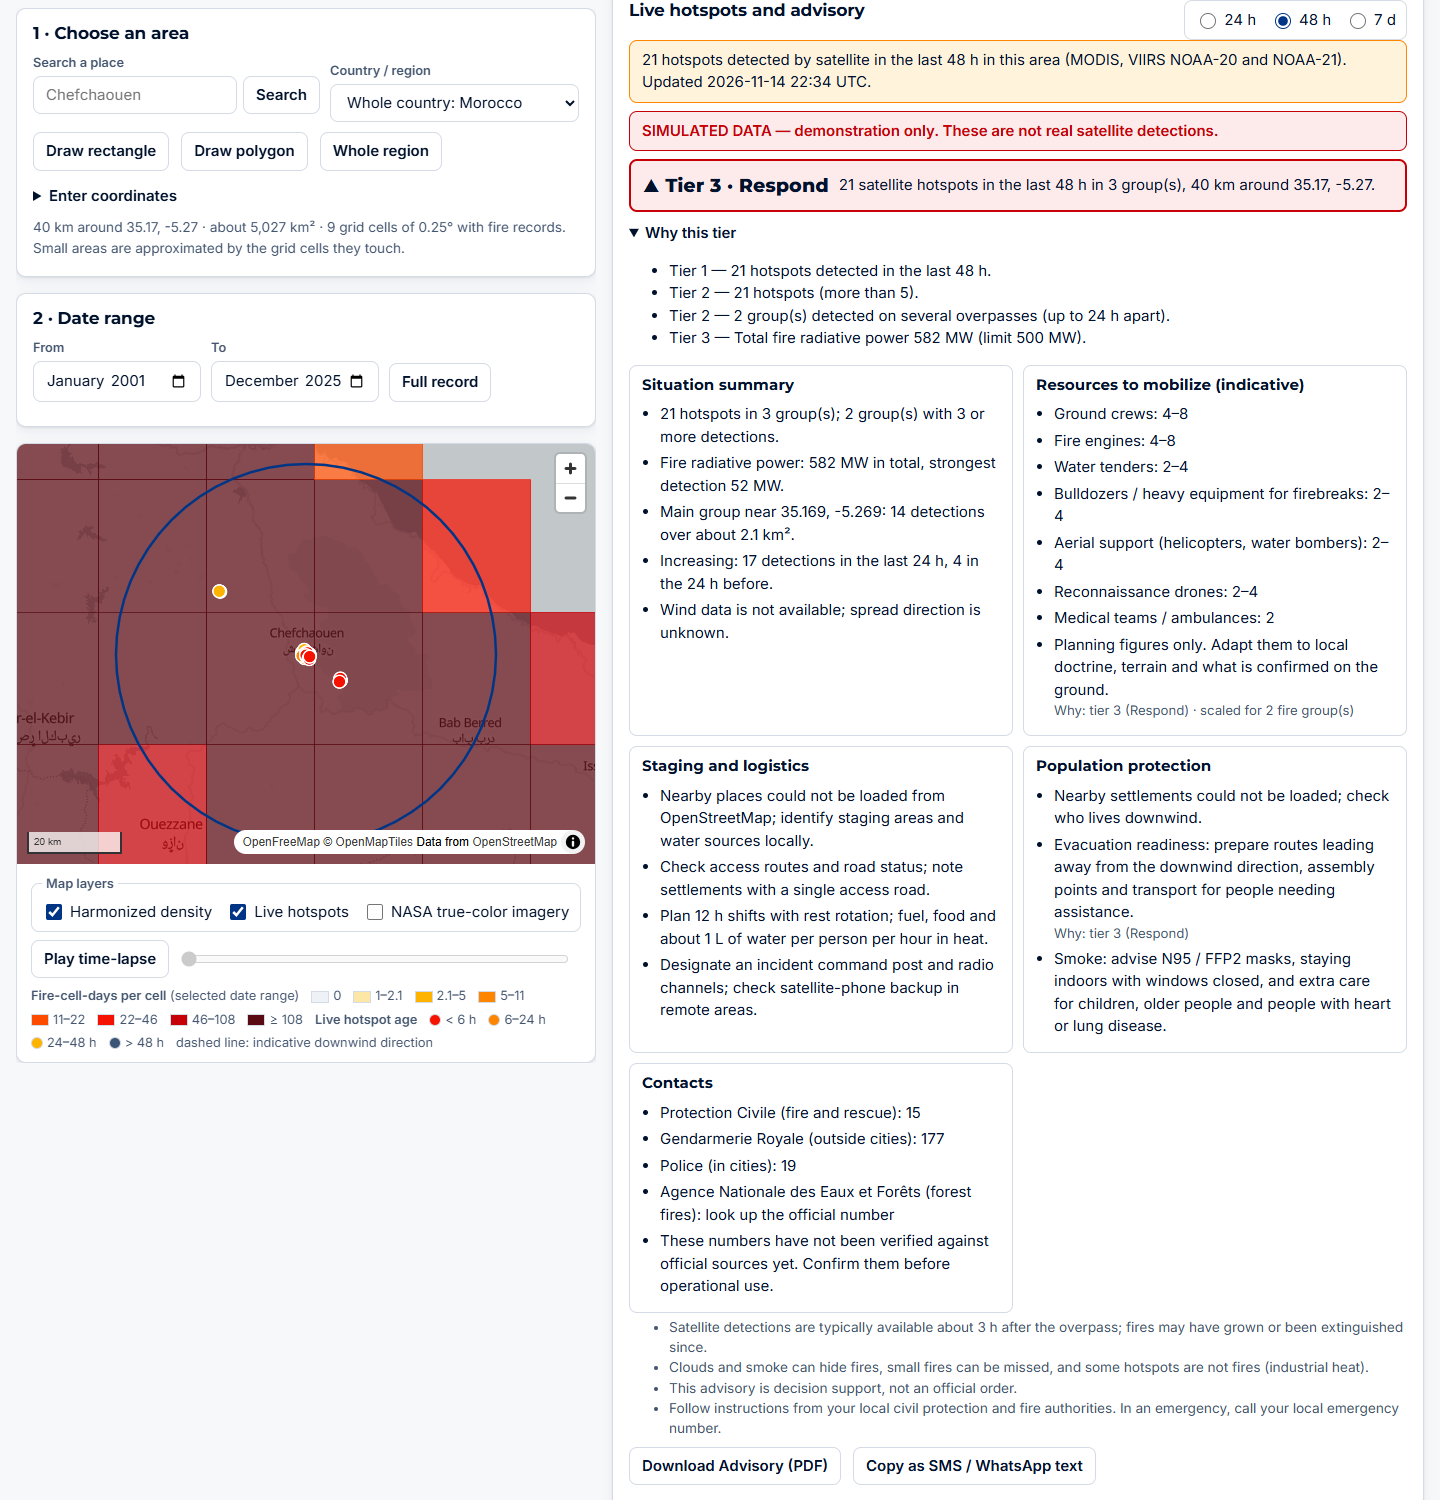 1 · Choose an area
Search a place
Country / region
Chefchaouen
Search
Whole country: Morocco
Draw rectangle
Draw polygon
Whole region
Enter coordinates
40 km around 35.17, -5.27 · about 5,027 km² · 9 grid cells of 0.25° with fire records.
Small areas are approximated by the grid cells they touch.
2 · Date range
From
To
January 2001
December 2025
Full record
+
−
Chefchaouen
r-el-Kebir
Bab Berred
باب برد
Ouezzane
وزان
20 km
OpenFreeMap © OpenMapTiles Data from OpenStreetMap
Map layers
Harmonized density
Live hotspots
NASA true-color imagery
Play time-lapse
Fire-cell-days per cell (selected date range) 0 1–2.1 2.1–5 5–11
11–22 22–46 46–108 ≥ 108 Live hotspot age < 6 h 6–24 h
24–48 h > 48 h dashed line: indicative downwind direction
Live hotspots and advisory
24 h
48 h
7 d
21 hotspots detected by satellite in the last 48 h in this area (MODIS, VIIRS NOAA-20 and NOAA-21).
Updated 2026-11-14 22:34 UTC.
SIMULATED DATA — demonstration only. These are not real satellite detections.
▲ Tier 3 · Respond 21 satellite hotspots in the last 48 h in 3 group(s), 40 km around 35.17, -5.27.
Why this tier
Tier 1 — 21 hotspots detected in the last 48 h.
Tier 2 — 21 hotspots (more than 5).
Tier 2 — 2 group(s) detected on several overpasses (up to 24 h apart).
Tier 3 — Total fire radiative power 582 MW (limit 500 MW).
Situation summary
21 hotspots in 3 group(s); 2 group(s) with 3 or
more detections.
Fire radiative power: 582 MW in total, strongest
detection 52 MW.
Main group near 35.169, -5.269: 14 detections
over about 2.1 km².
Increasing: 17 detections in the last 24 h, 4 in
the 24 h before.
Wind data is not available; spread direction is
unknown.
Resources to mobilize (indicative)
Ground crews: 4–8
Fire engines: 4–8
Water tenders: 2–4
Bulldozers / heavy equipment for firebreaks: 2–
4
Aerial support (helicopters, water bombers): 2–
4
Reconnaissance drones: 2–4
Medical teams / ambulances: 2
Planning figures only. Adapt them to local
doctrine, terrain and what is confirmed on the
ground.
Why: tier 3 (Respond) · scaled for 2 fire group(s)
Staging and logistics
Nearby places could not be loaded from
OpenStreetMap; identify staging areas and
water sources locally.
Check access routes and road status; note
settlements with a single access road.
Plan 12 h shifts with rest rotation; fuel, food and
about 1 L of water per person per hour in heat.
Designate an incident command post and radio
channels; check satellite-phone backup in
remote areas.
Population protection
Nearby settlements could not be loaded; check
who lives downwind.
Evacuation readiness: prepare routes leading
away from the downwind direction, assembly
points and transport for people needing
assistance.
Why: tier 3 (Respond)
Smoke: advise N95 / FFP2 masks, staying
indoors with windows closed, and extra care
for children, older people and people with heart
or lung disease.
Contacts
Protection Civile (fire and rescue): 15
Gendarmerie Royale (outside cities): 177
Police (in cities): 19
Agence Nationale des Eaux et Forêts (forest
fires): look up the official number
These numbers have not been verified against
official sources yet. Confirm them before
operational use.
Satellite detections are typically available about 3 h after the overpass; fires may have grown or been extinguished
since.
Clouds and smoke can hide fires, small fires can be missed, and some hotspots are not fires (industrial heat).
This advisory is decision support, not an official order.
Follow instructions from your local civil protection and fire authorities. In an emergency, call your local emergency
number.
Download Advisory (PDF)
Copy as SMS / WhatsApp text